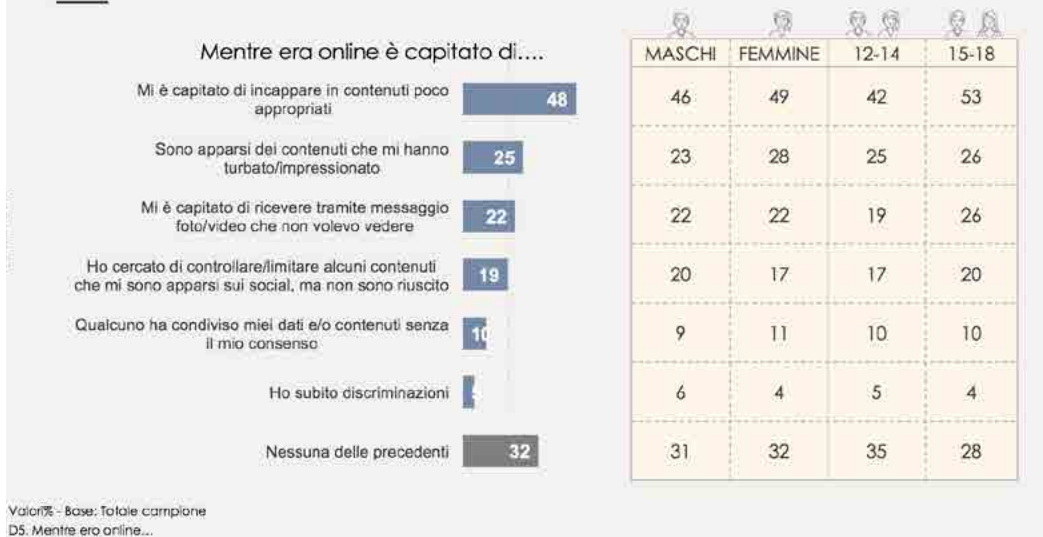 Mentre era online è capitato di....
MASCHI FEMMINE 12-14 15-18
Mi è capitato di incappare in contenuti poco
appropriati
48 46 49 42 53
Sono apparsi dei contenuti che mi hanno
turbato/impressionato
25 23 28 25 26
Mi è capitato di ricevere tramite messaggio
foto/video che non volevo vedere
22 22 22 19 26
Ho cercato di controllare/limitare alcuni contenuti
che mi sono apparsi sui social, ma non sono riuscito
19 20 17 17 20
Qualcuno ha condiviso miei dati e/o contenuti senza
il mio consenso
10 9 11 10 10
Ho subito discriminazioni
6 4 5 4
Nessuna delle precedenti
32 31 32 35 28
Valori% - Base: Totale campione
D5. Mentre ero online...